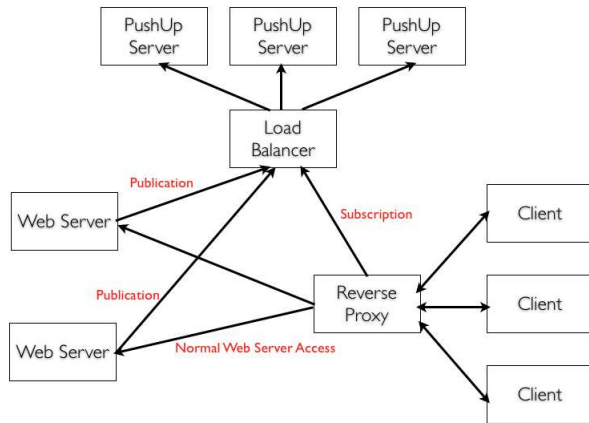 PushUp
Server
PushUp
Server
PushUp
Server
Load
Balancer
Publication
Web Server
Subscription
Client
Publication
Reverse
Proxy
Client
Web Server
Normal Web Server Access
Client